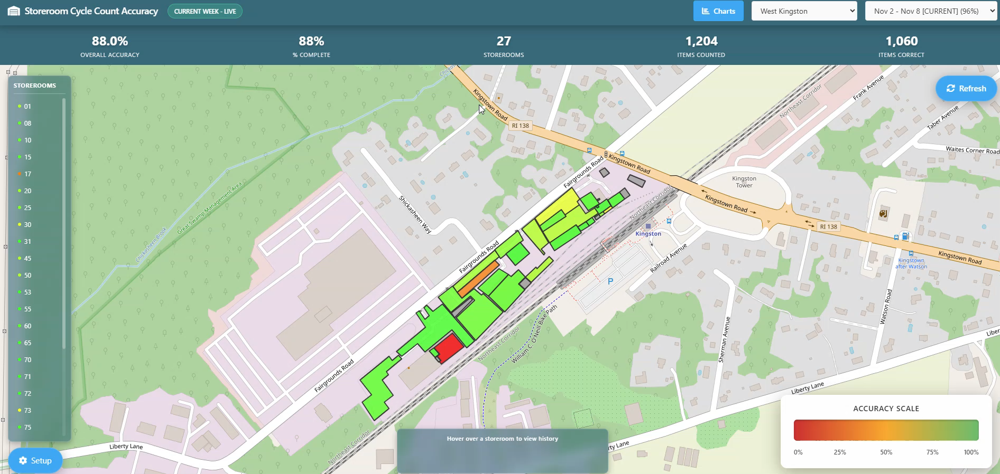 Storeroom Cycle Count Accuracy
CURRENT WEEK - LIVE
Charts
West Kingston
Nov 2 - Nov 8 [CURRENT] (96%)
88.0%
OVERALL ACCURACY
88%
% COMPLETE
27
STOREROOMS
1,204
ITEMS COUNTED
1,060
ITEMS CORRECT
STOREROOMS
01
08
10
15
17
20
25
30
31
45
50
53
55
60
65
70
71
72
73
75
Setup
Refresh
Chickas
Kingstown Road
RI 138
Kingstown Road
Fairgrounds Road
Northeast Corridor
Frank Avenue
Taber Avenue
Waites Corner Road
Kingston
Tower
Kingstown Road
RI 138
Kingstown Road
Kingstown
after Watson
Northeast Corridor
Kingston
Railroad Avenue
P
Great Swamp Management Area
Chickasheen Brook
Shickasheen Way
Fairgrounds Road
William C. O'Neill Bike Path
Northeast Corridor
Sherman Avenue
Watson Road
Liber
Fairgrounds Road
Liberty Lane
Northeast Corridor
Liberty Lane
rty Lane
Hover over a storeroom to view history
ACCURACY SCALE
0%
25%
50%
75%
100%